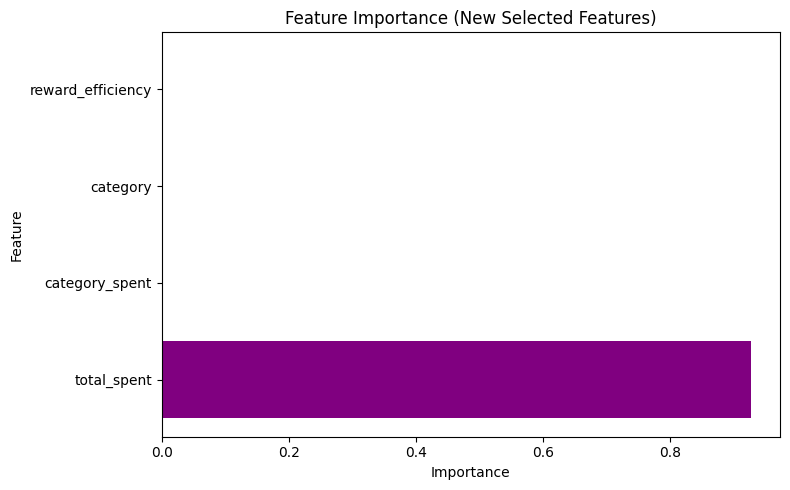 Feature Importance (New Selected Features)
reward_efficiency
category
category_spent
total_spent
Feature
0.0 0.2 0.4 0.6 0.8
Importance